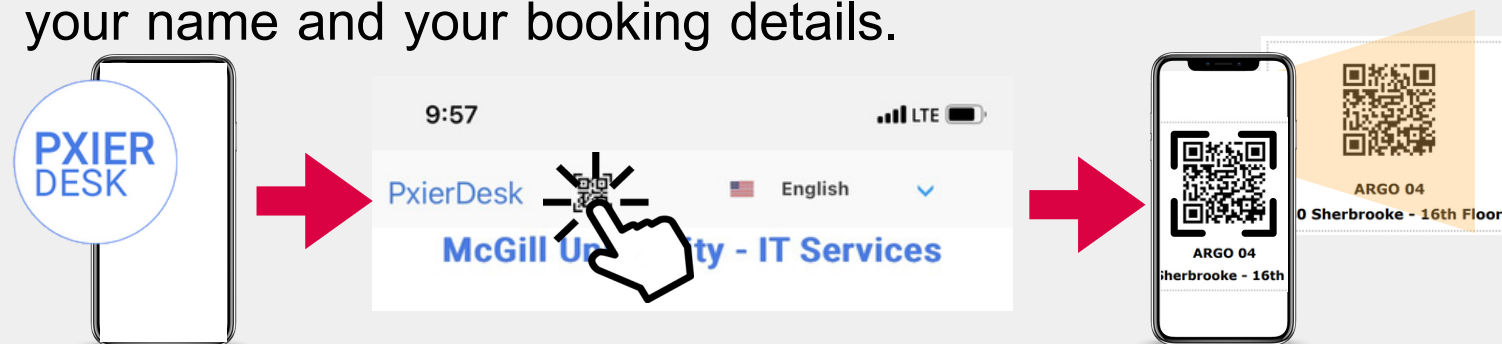 your name and your booking details.
PXIER
DESK
9:57
LTE
PxierDesk
English
McGill Un ity - IT Services
ARGO 04
Sherbrooke - 16th
ARGO 04
0 Sherbrooke - 16th Floor